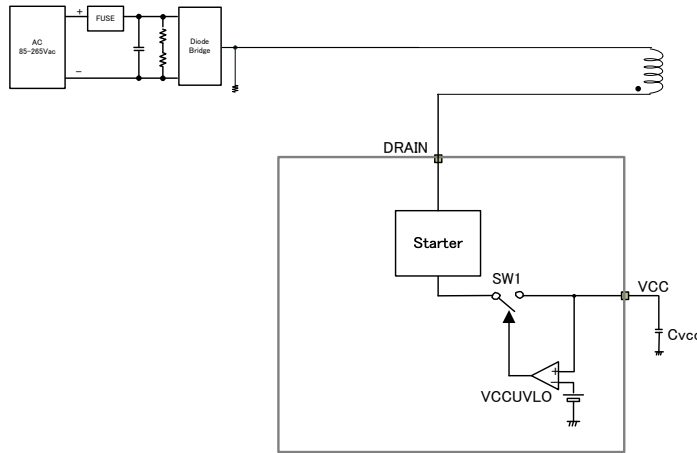 AC
85-265Vac
+
FUSE
−
Diode
Bridge
DRAIN
Starter
SW1
VCC
Cvcc
+
−
VCCUVLO